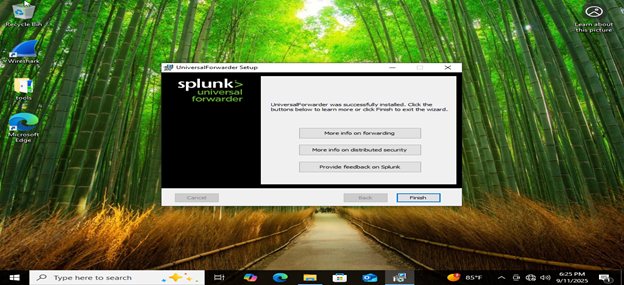 Recycle Bin
Learn about
this picture
Wireshark
tools
Microsoft
Edge
UniversalForwarder Setup
splunk>
universal
forwarder
UniversalForwarder was successfully installed. Click the
buttons below to learn more or click Finish to exit the wizard.
More info on forwarding
More info on distributed security
Provide feedback on Splunk
Cancel
Back
Finish
Type here to search
85°F
6:25 PM
9/11/2025